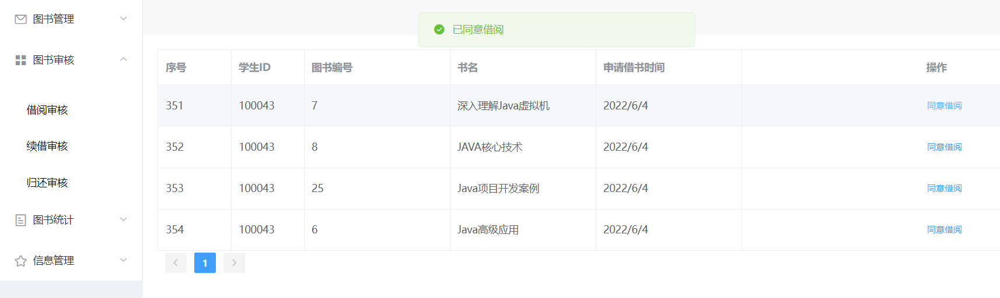 图书管理
图书审核
借阅审核
续借审核
归还审核
图书统计
信息管理
已同意借阅
序号 学生ID 图书编号 书名 申请借书时间 操作
351 100043 7 深入理解Java虚拟机 2022/6/4 同意借阅
352 100043 8 JAVA核心技术 2022/6/4 同意借阅
353 100043 25 Java项目开发案例 2022/6/4 同意借阅
354 100043 6 Java高级应用 2022/6/4 同意借阅
1